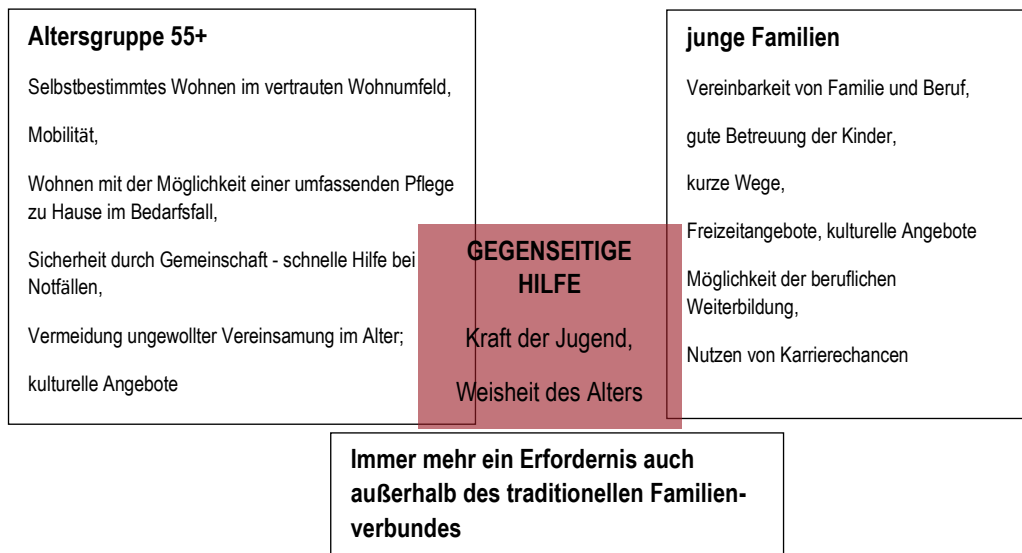 Altersgruppe 55+
Selbstbestimmtes Wohnen im vertrauten Wohnumfeld,
Mobilität,
Wohnen mit der Möglichkeit einer umfassenden Pflege
zu Hause im Bedarfsfall,
Sicherheit durch Gemeinschaft - schnelle Hilfe bei
Notfällen,
Vermeidung ungewollter Vereinsamung im Alter;
kulturelle Angebote
GEGENSEITIGE
HILFE
Kraft der Jugend,
Weisheit des Alters
junge Familien
Vereinbarkeit von Familie und Beruf,
gute Betreuung der Kinder,
kurze Wege,
Freizeitangebote, kulturelle Angebote
Möglichkeit der beruflichen
Weiterbildung,
Nutzen von Karrierechancen
Immer mehr ein Erfordernis auch
außerhalb des traditionellen Familien-
verbundes